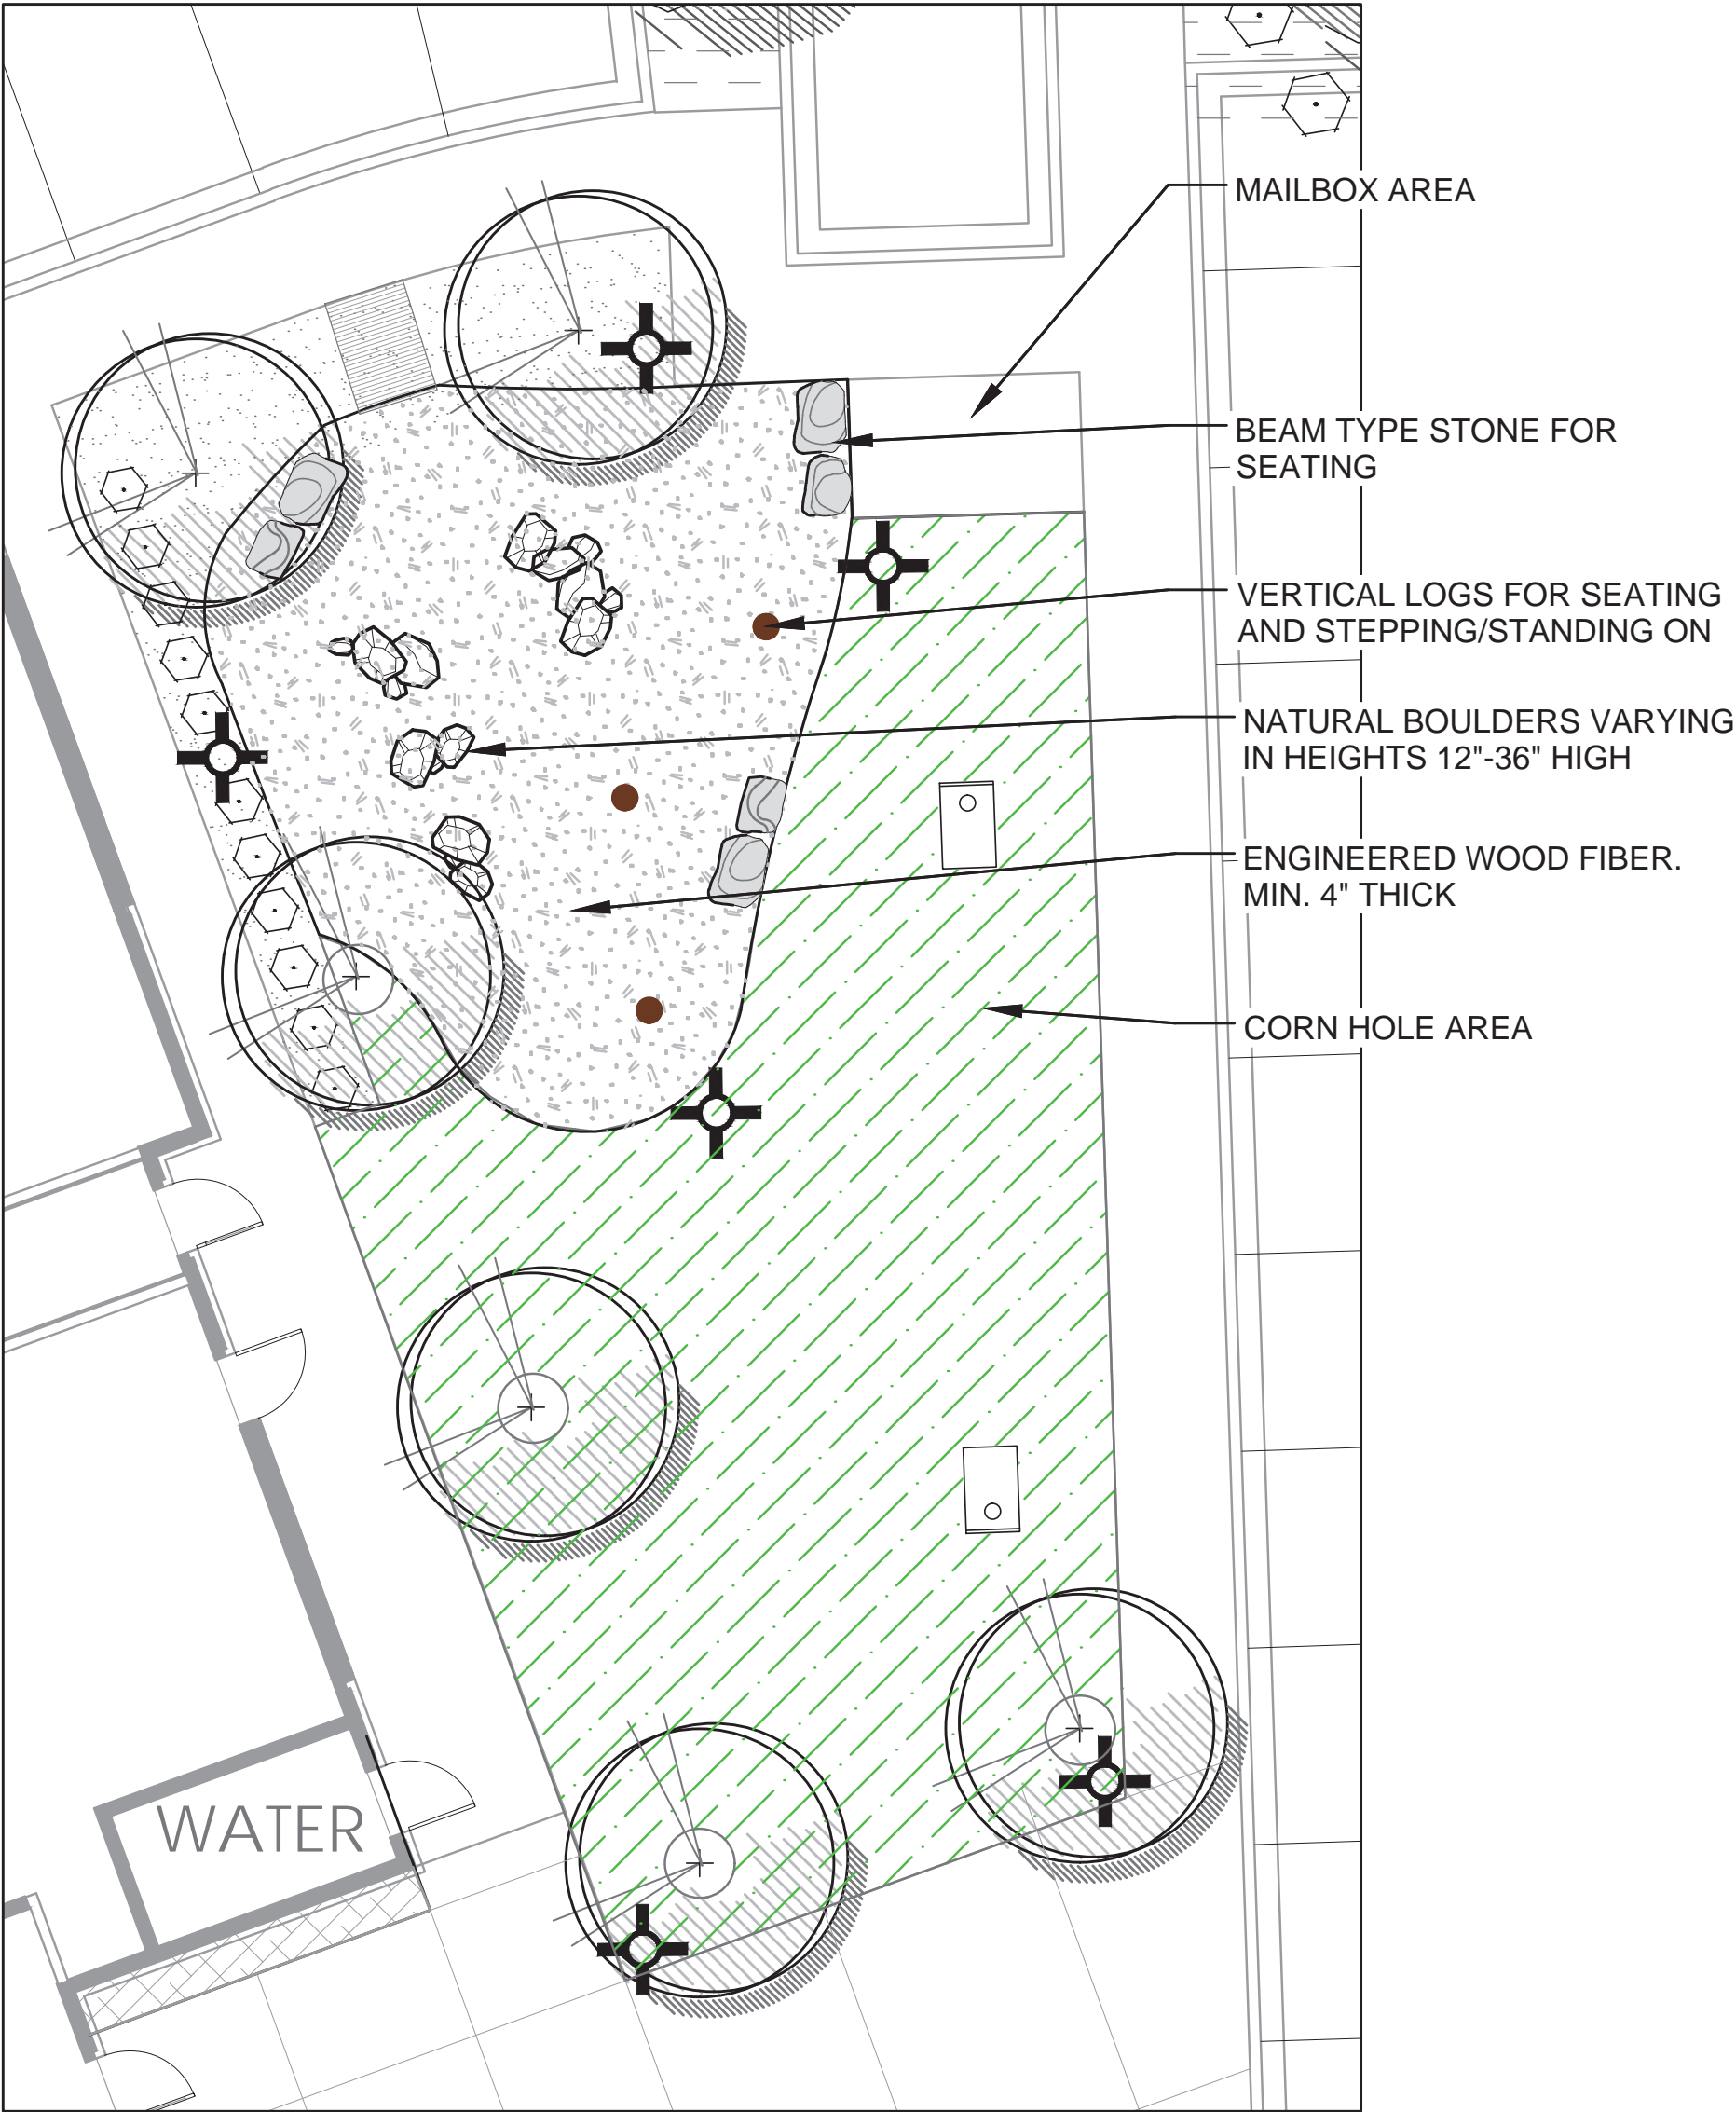 MAILBOX AREA
BEAM TYPE STONE FOR
SEATING
VERTICAL LOGS FOR SEATING
AND STEPPING/STANDING ON
NATURAL BOULDERS VARYING
IN HEIGHTS 12"-36" HIGH
ENGINEERED WOOD FIBER.
MIN. 4" THICK
CORN HOLE AREA
WATER